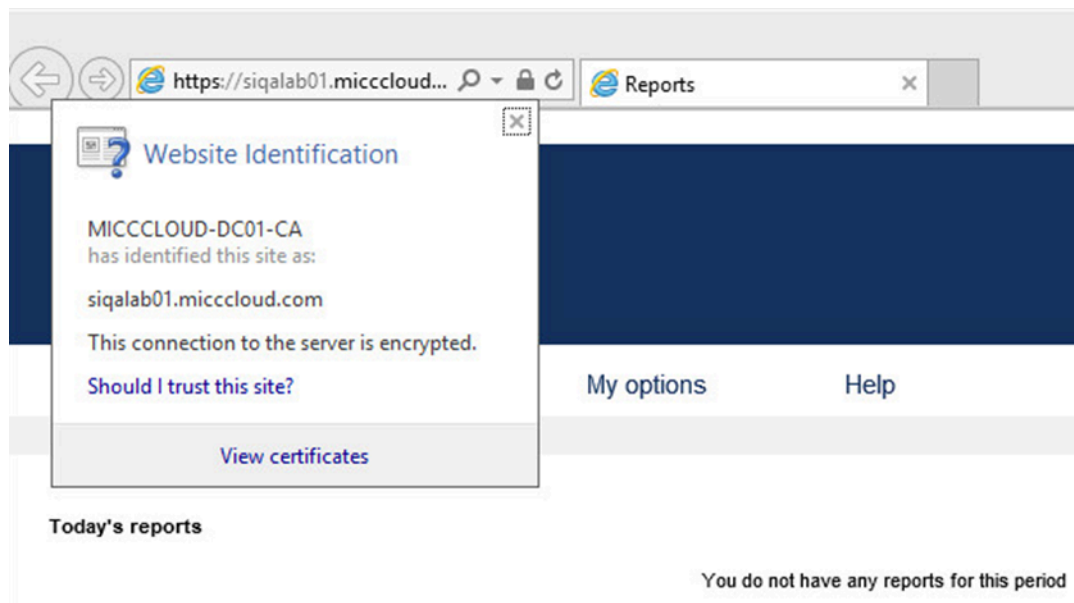 https://siqalab01.micccloud...
Reports
Website Identification
MICCCLOUD-DC01-CA
has identified this site as:
siqalab01.micccloud.com
This connection to the server is encrypted.
Should I trust this site?
View certificates
My options
Help
Today's reports
You do not have any reports for this period